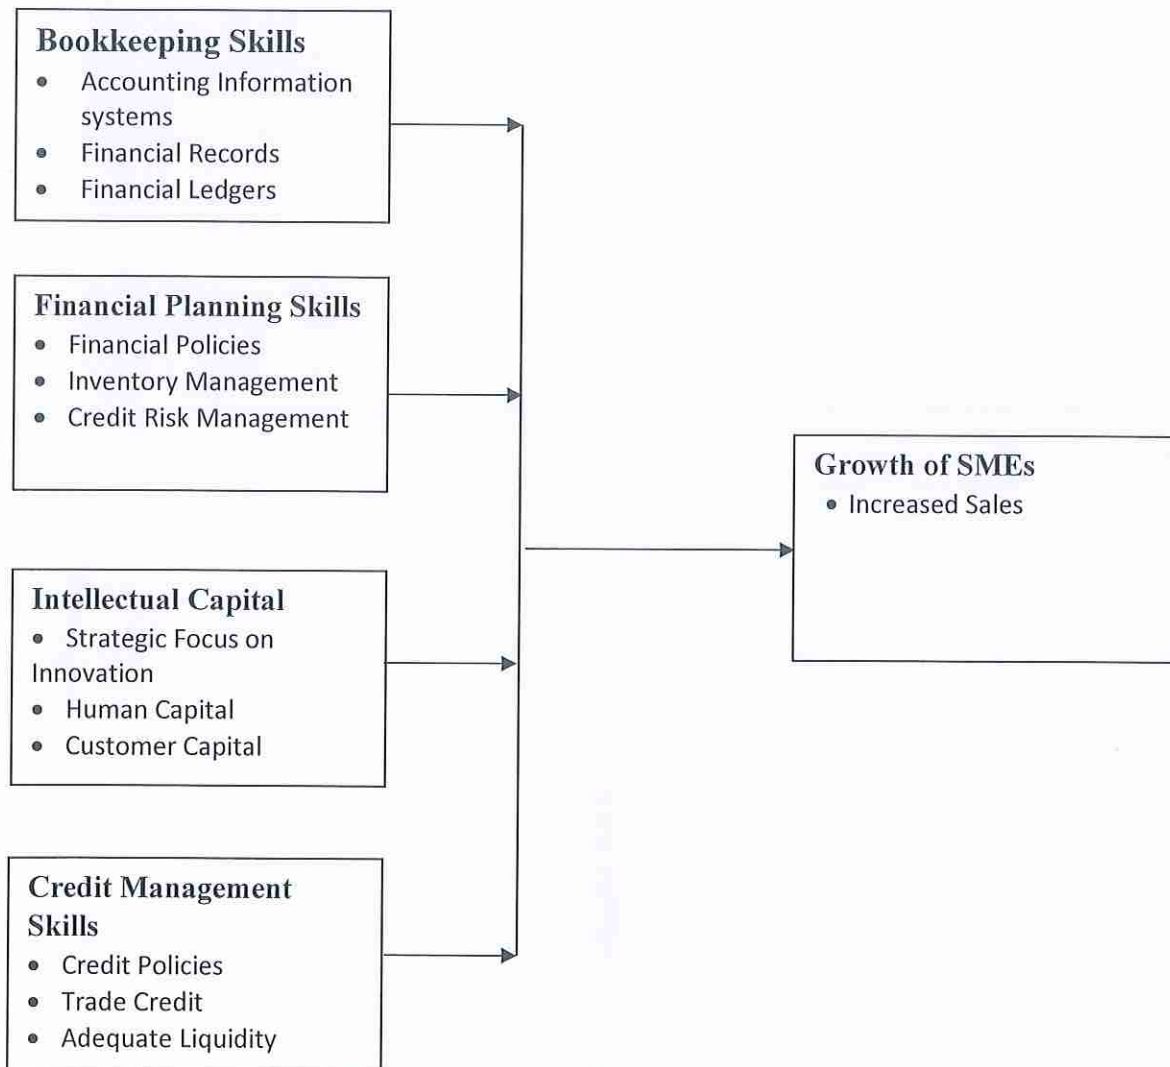 Bookkeeping Skills
• Accounting Information
systems
• Financial Records
• Financial Ledgers
Financial Planning Skills
• Financial Policies
• Inventory Management
• Credit Risk Management
Growth of SMEs
• Increased Sales
Intellectual Capital
• Strategic Focus on
Innovation
• Human Capital
• Customer Capital
Credit Management
Skills
• Credit Policies
• Trade Credit
• Adequate Liquidity